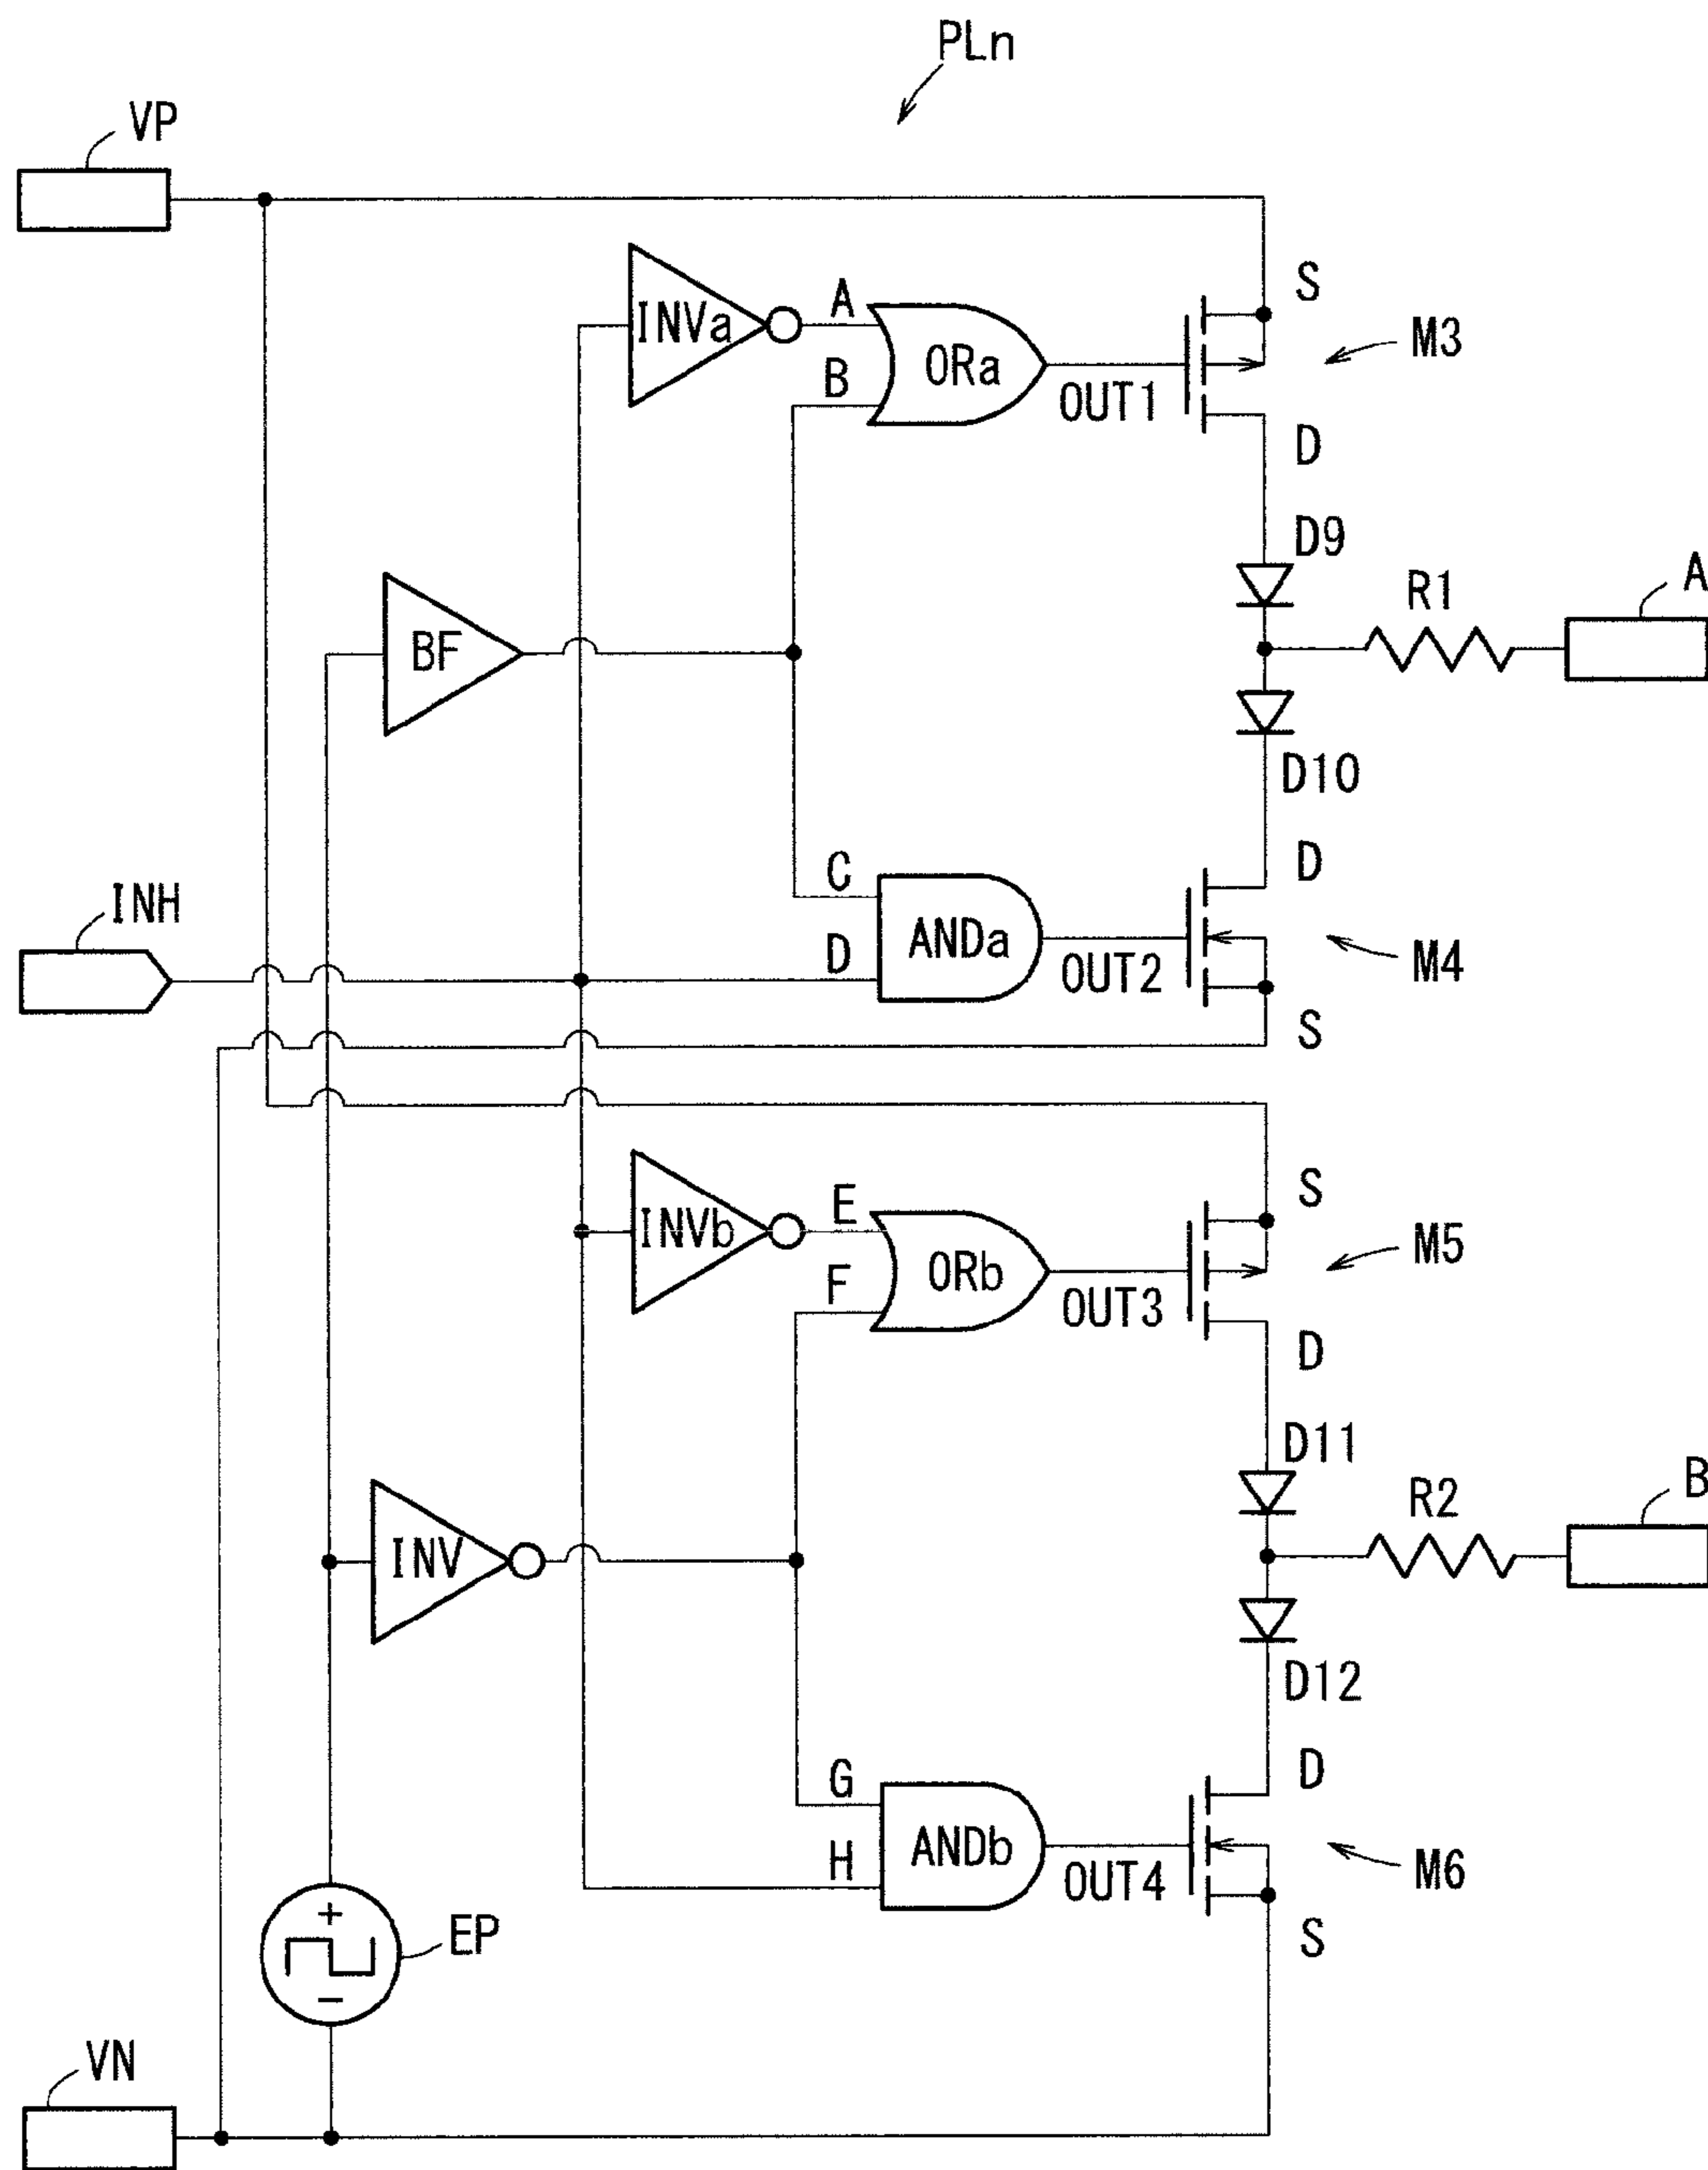 PLn
VP
S
INVa
A
ORa
M3
B
OUT1
D
D9
A
R1
BF
D10
C
D
INH
ANDa
D
OUT2
M4
S
S
INVb
E
ORb
M5
F
OUT3
D
D11
B
R2
INV
D12
G
D
ANDb
H
OUT4
M6
+
EP
S
−
VN